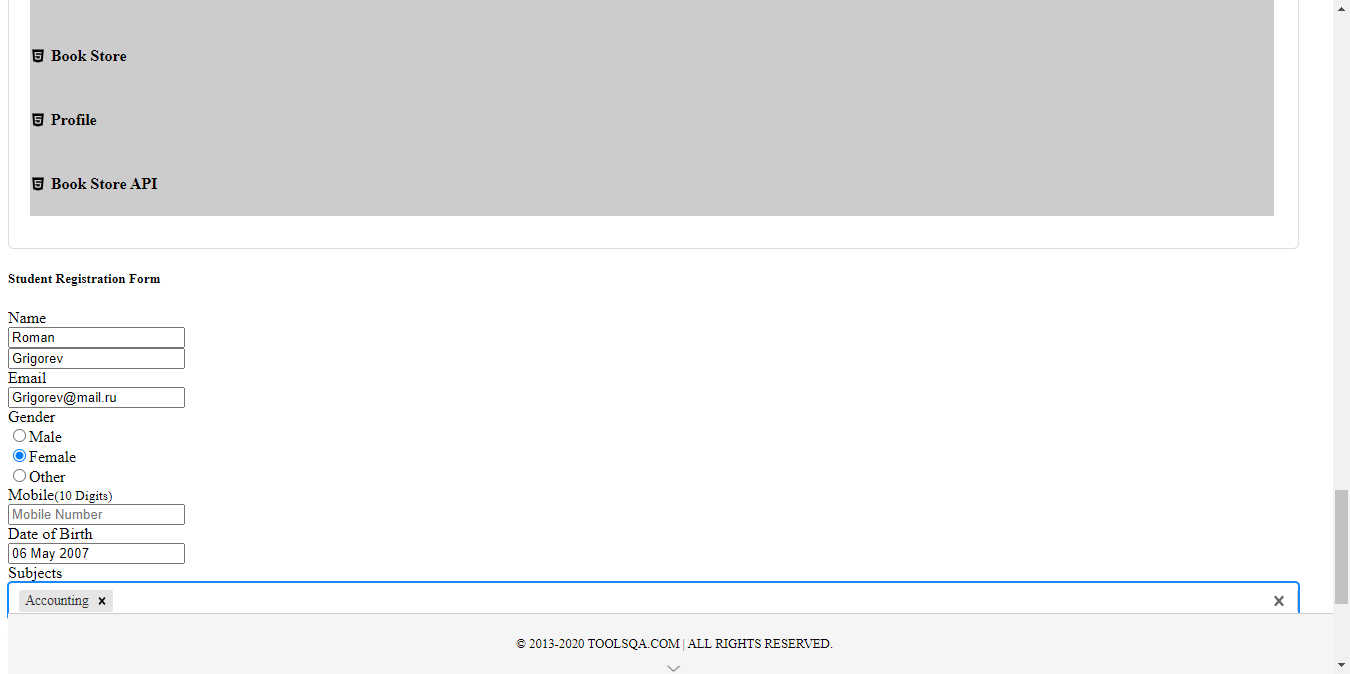 Book Store
Profile
Book Store API
Student Registration Form
Name
Roman
Grigorev
Email
Grigorev@mail.ru
Gender
Male
Female
Other
Mobile(10 Digits)
Mobile Number
Date of Birth
06 May 2007
Subjects
Accounting
© 2013-2020 TOOLSQA.COM | ALL RIGHTS RESERVED.